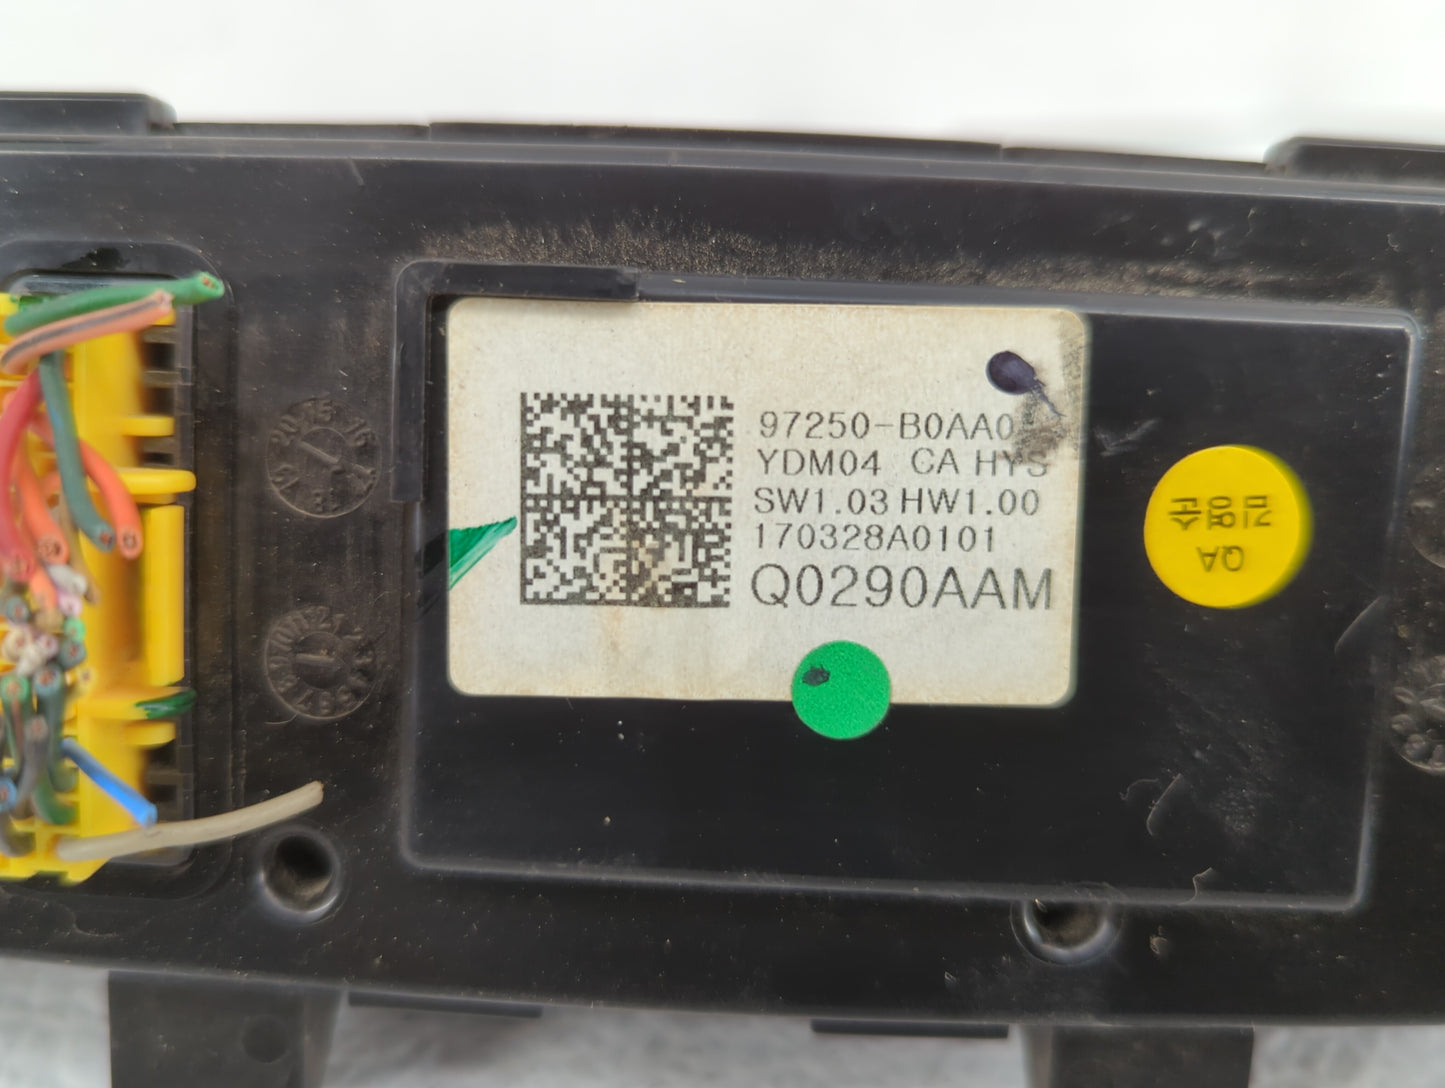 97250-B0AA0
YDM04 CA HYS
SW1.03 HW1.00
170328A0101
Q0290AAM
QA